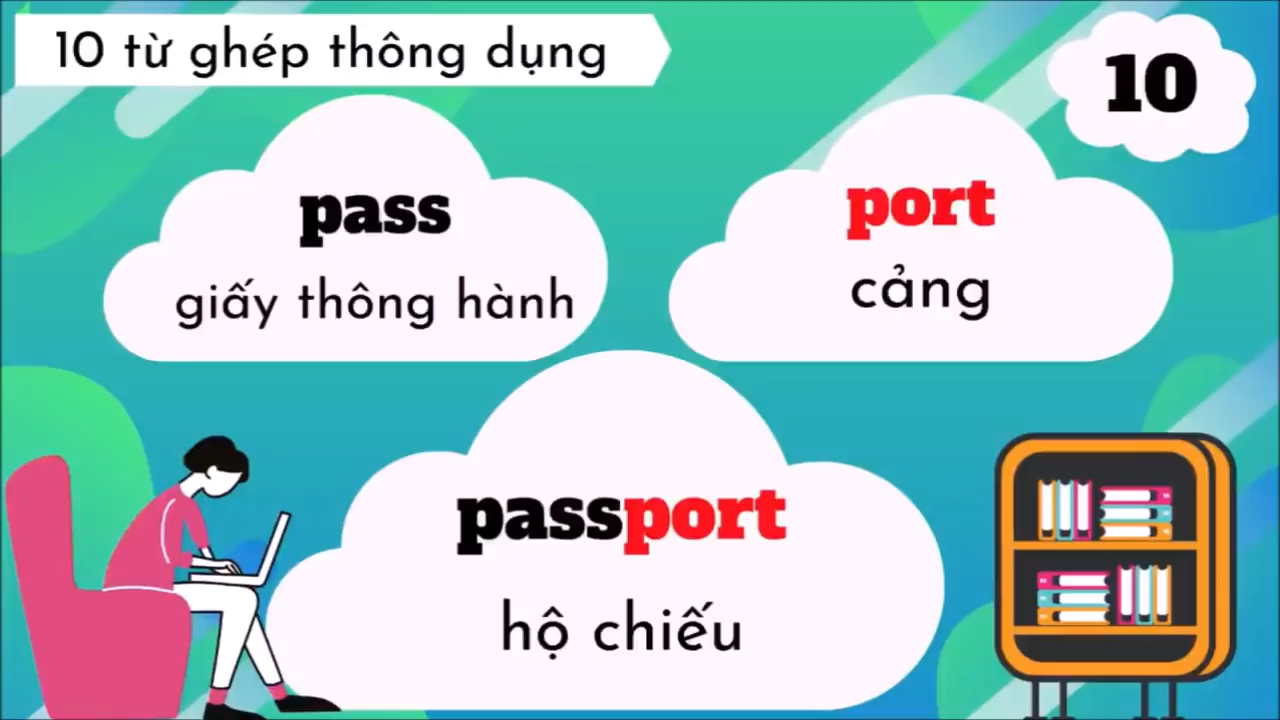 10 từ ghép thông dụng
10
pass
giấy thông hành
port
cảng
passport
hộ chiếu